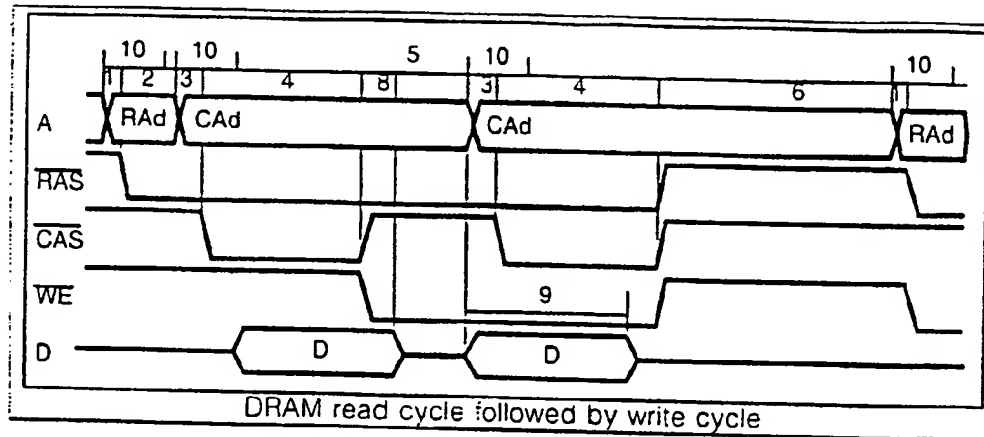 10 10 5 10 10
1 2 3 4 8 3 4 6 1
A RAd CAd CAd RAd
RAS
CAS
WE 9
D D D
DRAM read cycle followed by write cycle